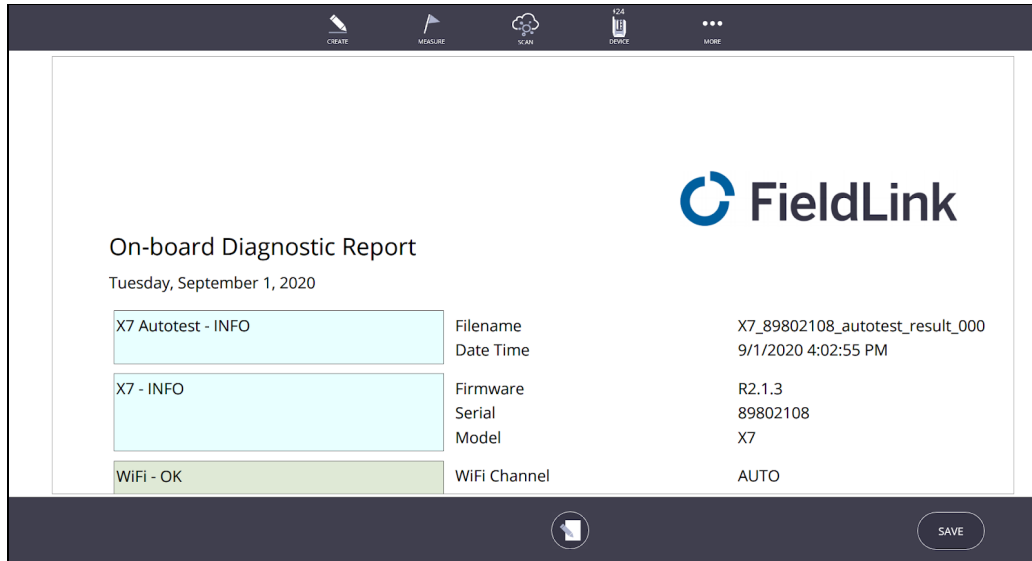 †24
CREATE
MEASURE
SCAN
DEVICE
MORE
FieldLink
On-board Diagnostic Report
Tuesday, September 1, 2020
X7 Autotest - INFO
Filename
X7_89802108_autotest_result_000
Date Time
9/1/2020 4:02:55 PM
X7 - INFO
Firmware
R2.1.3
Serial
89802108
Model
X7
WiFi - OK
WiFi Channel
AUTO
SAVE